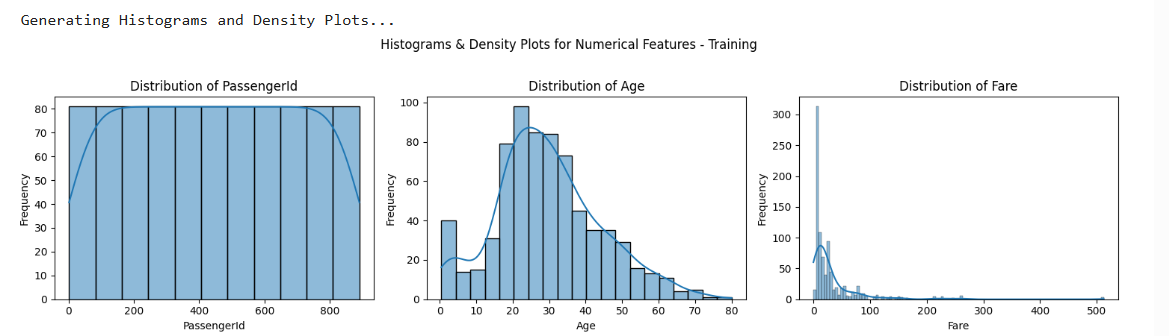 Generating Histograms and Density Plots...
Histograms & Density Plots for Numerical Features - Training
Distribution of PassengerId
Frequency
80
70
60
50
40
30
20
10
0
0 200 400 600 800
PassengerId
Distribution of Age
Frequency
100
80
60
40
20
0
0 10 20 30 40 50 60 70 80
Age
Distribution of Fare
Frequency
300
250
200
150
100
50
0
0 100 200 300 400 500
Fare